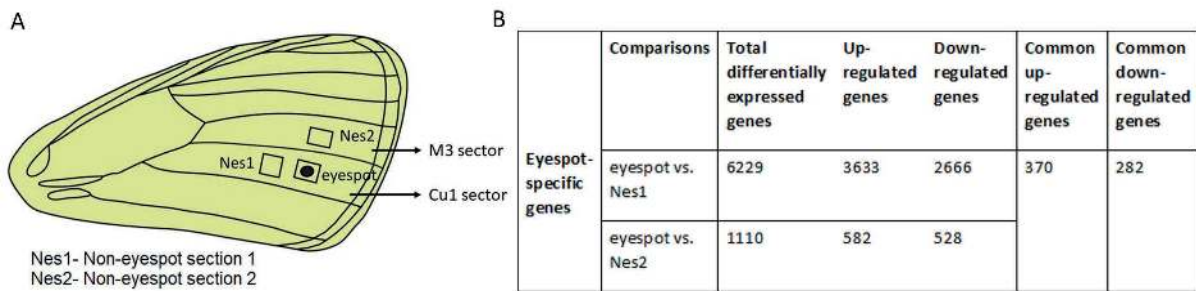 A
Nes2
M3 sector
Nes1
eyespot
Cu1 sector
Nes1- Non-eyespot section 1
Nes2- Non-eyespot section 2
B
Eyespot-
specific
genes
Comparisons
Total
differentially
expressed
genes
Up-
regulated
genes
Down-
regulated
genes
Common
up-
regulated
genes
Common
down-
regulated
genes
eyespot vs.
Nes1
6229
3633
2666
370
282
eyespot vs.
Nes2
1110
582
528